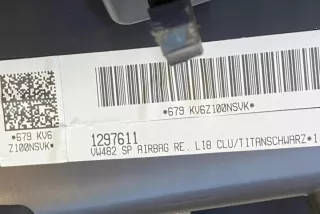 *679 KV6Z100NSVK*
*679 KV6
Z100NSVK*
1297611
VW482 SP AIRBAG RE. L18 CLU/TITANSCHWARZ*1